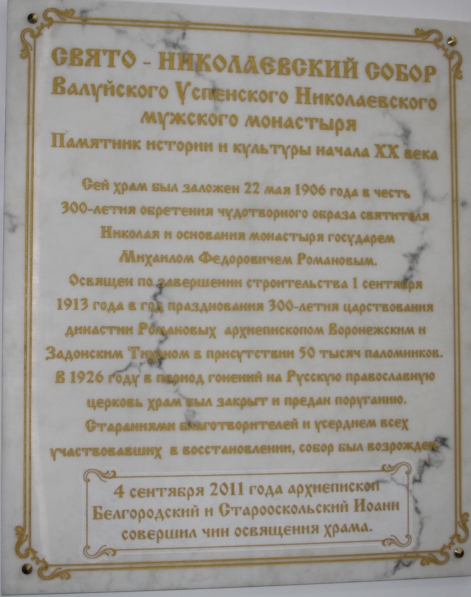 СВЯТО - НИКОЛАЕВСКИЙ СОБОР
Валуйского Успенского Николаевского
мужского монастыря
Памятник истории и культуры начала XX века
Сей храм был заложен 22 мая 1906 года в честь
300-летия обретения чудотворного образа святителя
Николая и основания монастыря государем
Михаилом Федоровичем Романовым.
Освящен по завершении строительства 1 сентября
1913 года в год празднования 300-летия царствования
династии Романовых архиепископом Воронежским и
Задонским Тихоном в присутствии 50 тысяч паломников.
В 1926 году в период гонений на Русскую православную
церковь храм был закрыт и предан поруганию.
Стараниями благотворителей и усердием всех
участвовавших в восстановлении, собор был возрожден.
4 сентября 2011 года архиепископ
Белгородский и Старооскольский Иоанн
совершил чин освящения храма.